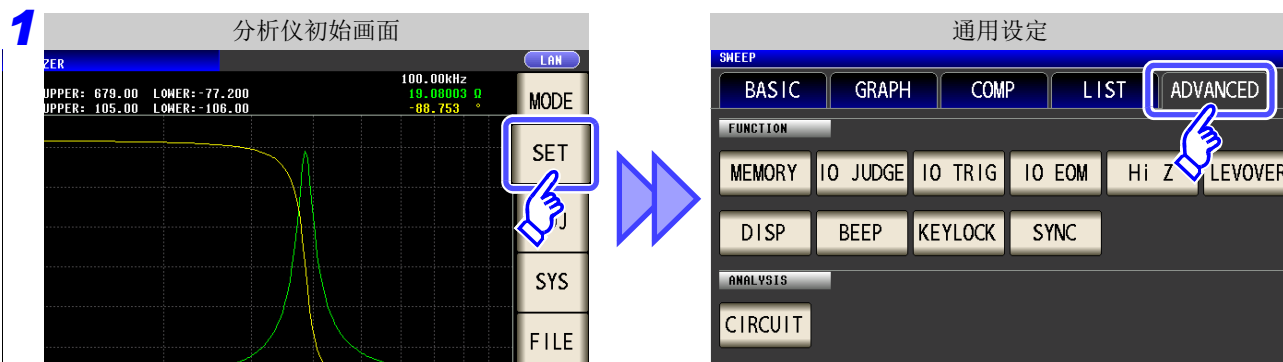 1
分析仪初始画面
ZER
LAN
UPPER: 679.00 LOWER:-77.200
UPPER: 105.00 LOWER:-106.00
100.00kHz
19.08003 Ω
-88.753 °
MODE
SET
J
SYS
FILE
通用设定
SWEEP
BASIC GRAPH COMP LIST ADVANCED
FUNCTION
MEMORY IO JUDGE IO TRIG IO EOM Hi Z LEVOVER
DISP BEEP KEYLOCK SYNC
ANALYSIS
CIRCUIT